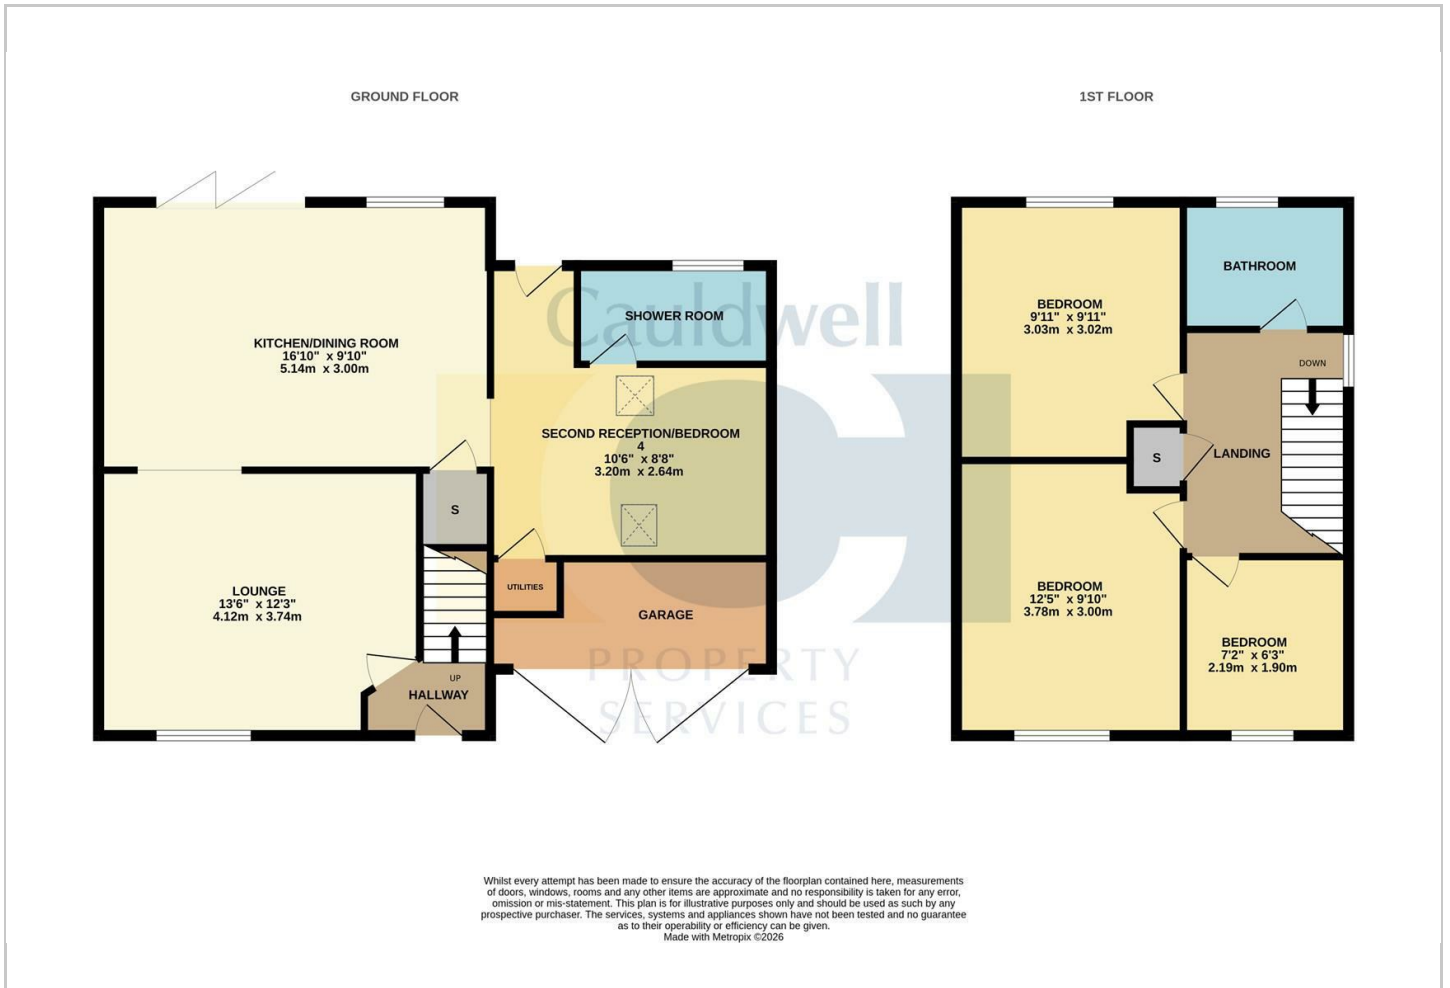 GROUND FLOOR
1ST FLOOR
KITCHEN/DINING ROOM
16'10" x 9'10"
5.14m x 3.00m
SHOWER ROOM
SECOND RECEPTION/BEDROOM
4
10'6" x 8'8"
3.20m x 2.64m
S
LOUNGE
13'6" x 12'3"
4.12m x 3.74m
UTILITIES
GARAGE
UP
HALLWAY
BEDROOM
9'11" x 9'11"
3.03m x 3.02m
BATHROOM
DOWN
S
LANDING
BEDROOM
12'5" x 9'10"
3.78m x 3.00m
BEDROOM
7'2" x 6'3"
2.19m x 1.90m
Cauldwell
PROPERTY
SERVICES
Whilst every attempt has been made to ensure the accuracy of the floorplan contained here, measurements
of doors, windows, rooms and any other items are approximate and no responsibility is taken for any error,
omission or mis-statement. This plan is for illustrative purposes only and should be used as such by any
prospective purchaser. The services, systems and appliances shown have not been tested and no guarantee
as to their operability or efficiency can be given.
Made with Metropix ©2026